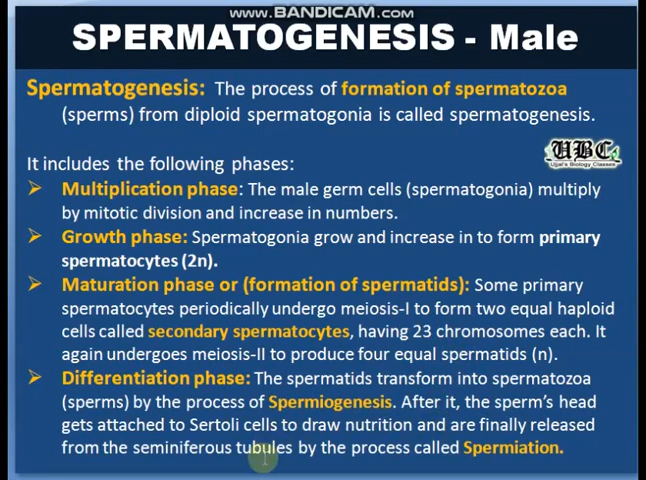 www.BANDICAM.com
SPERMATOGENESIS - Male
Spermatogenesis: The process of formation of spermatozoa
(sperms) from diploid spermatogonia is called spermatogenesis.
UBC
Ujjal's Biology Classes
It includes the following phases:
➢ Multiplication phase: The male germ cells (spermatogonia) multiply
by mitotic division and increase in numbers.
➢ Growth phase: Spermatogonia grow and increase in to form primary
spermatocytes (2n).
➢ Maturation phase or (formation of spermatids): Some primary
spermatocytes periodically undergo meiosis-I to form two equal haploid
cells called secondary spermatocytes, having 23 chromosomes each. It
again undergoes meiosis-II to produce four equal spermatids (n).
➢ Differentiation phase: The spermatids transform into spermatozoa
(sperms) by the process of Spermiogenesis. After it, the sperm's head
gets attached to Sertoli cells to draw nutrition and are finally released
from the seminiferous tubules by the process called Spermiation.